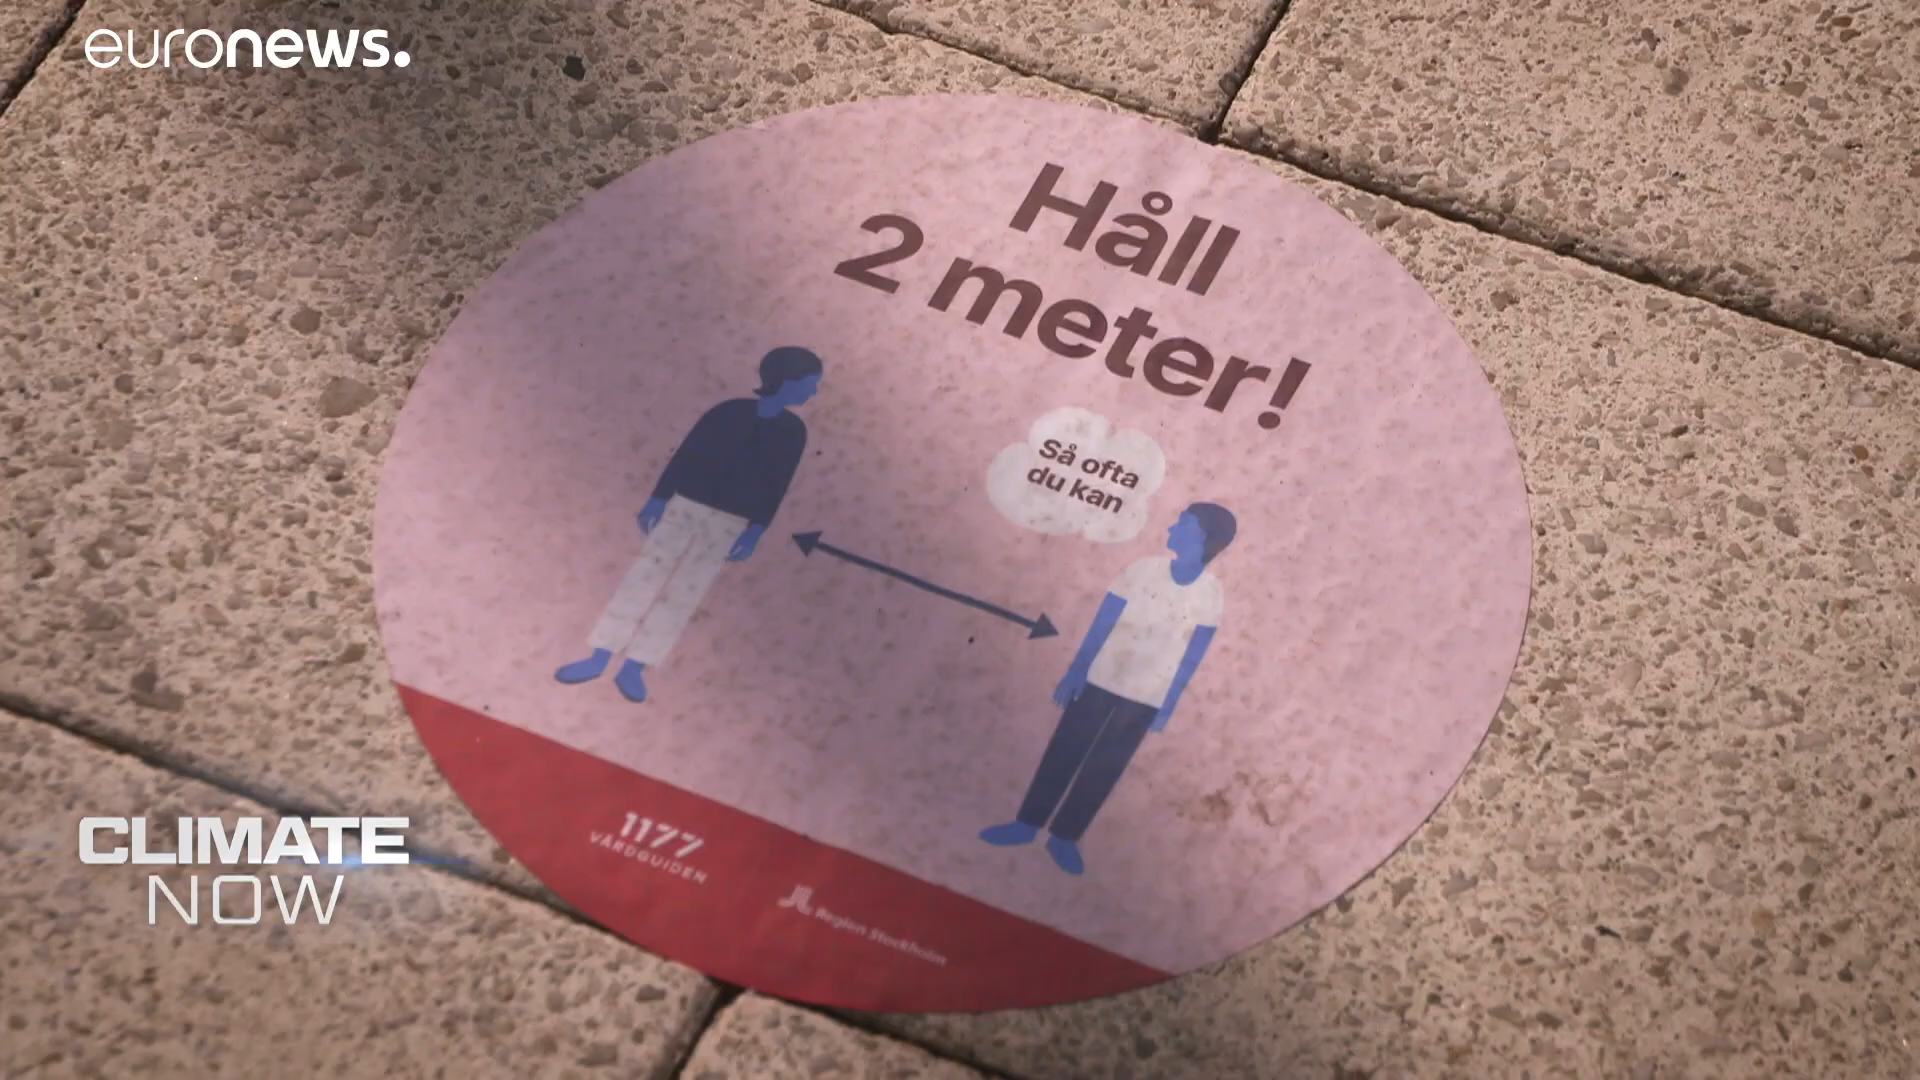 euronews.
Håll
2 meter!
Så ofta
du kan
1177
VÅRDGUIDEN
Region Stockholm
CLIMATE
NOW